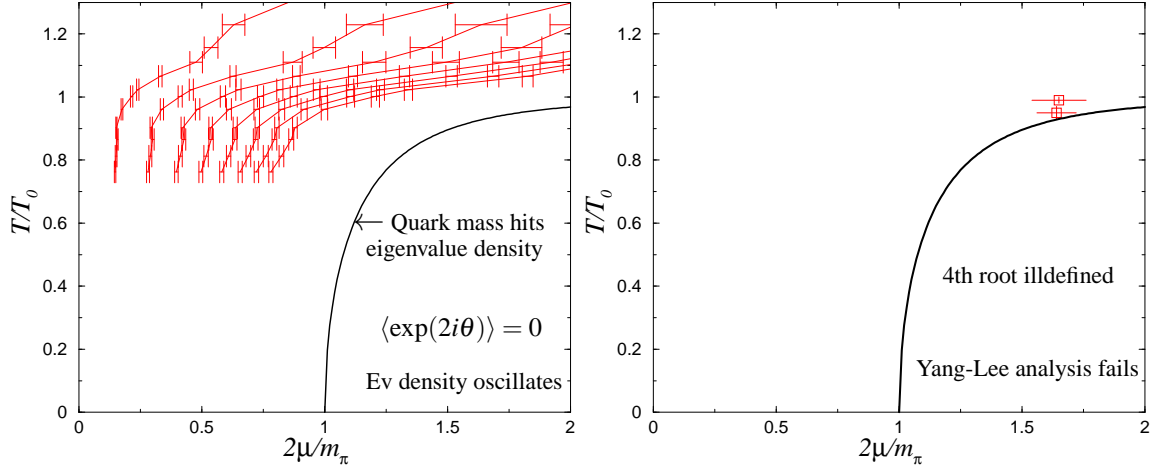 1.2
1
0.8
0.6
0.4
0.2
0
T/T₀
0
0.5
1
1.5
2
2μ/m_π
← Quark mass hits
eigenvalue density
⟨exp(2iθ)⟩ = 0
Ev density oscillates
1.2
1
0.8
0.6
0.4
0.2
0
T/T₀
0
0.5
1
1.5
2
2μ/m_π
4th root illdefined
Yang-Lee analysis fails